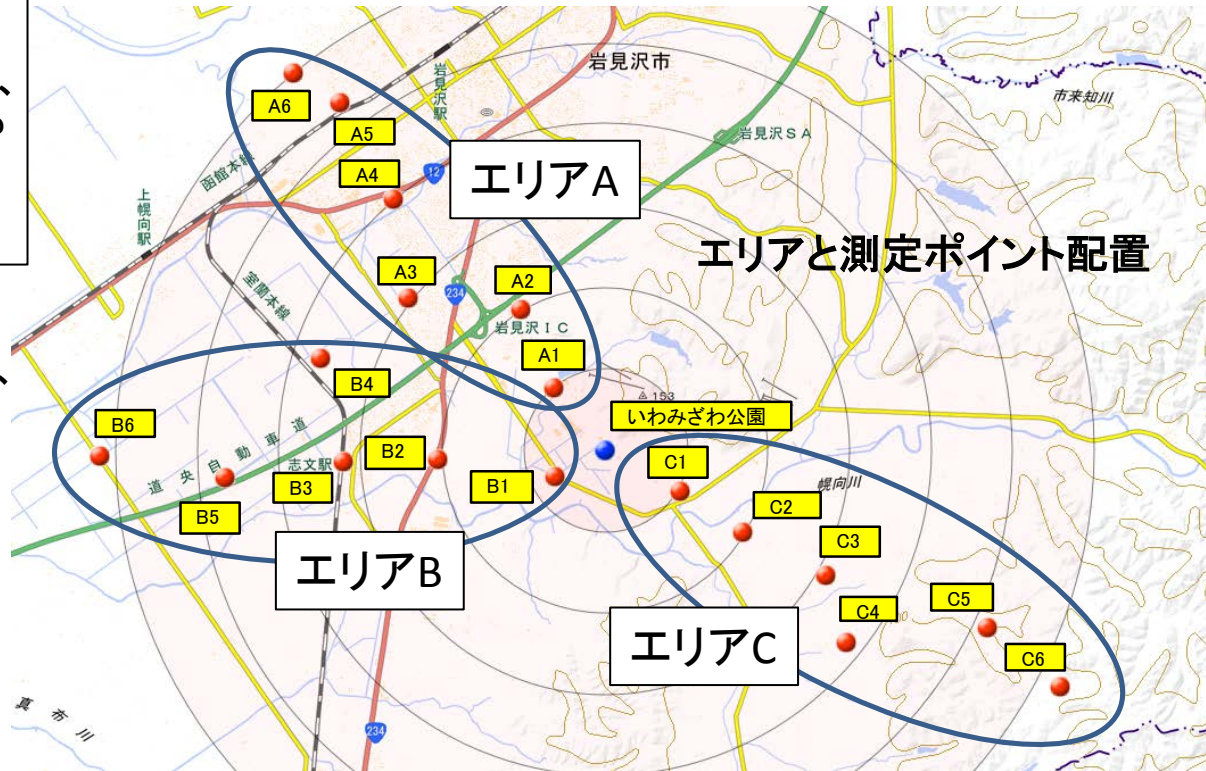 岩見沢市
市来知川
岩見沢駅
A6
A5
岩見沢SA
函館本線
A4
12
エリアA
上幌向駅
エリアと測定ポイント配置
室蘭本線
A3
234
A2
岩見沢IC
A1
153
B4
いわみざわ公園
B6
道央自動車道
志文駅
B2
C1
B3
B1
幌向川
C2
B5
C3
エリアB
C4
C5
エリアC
C6
真布川
234